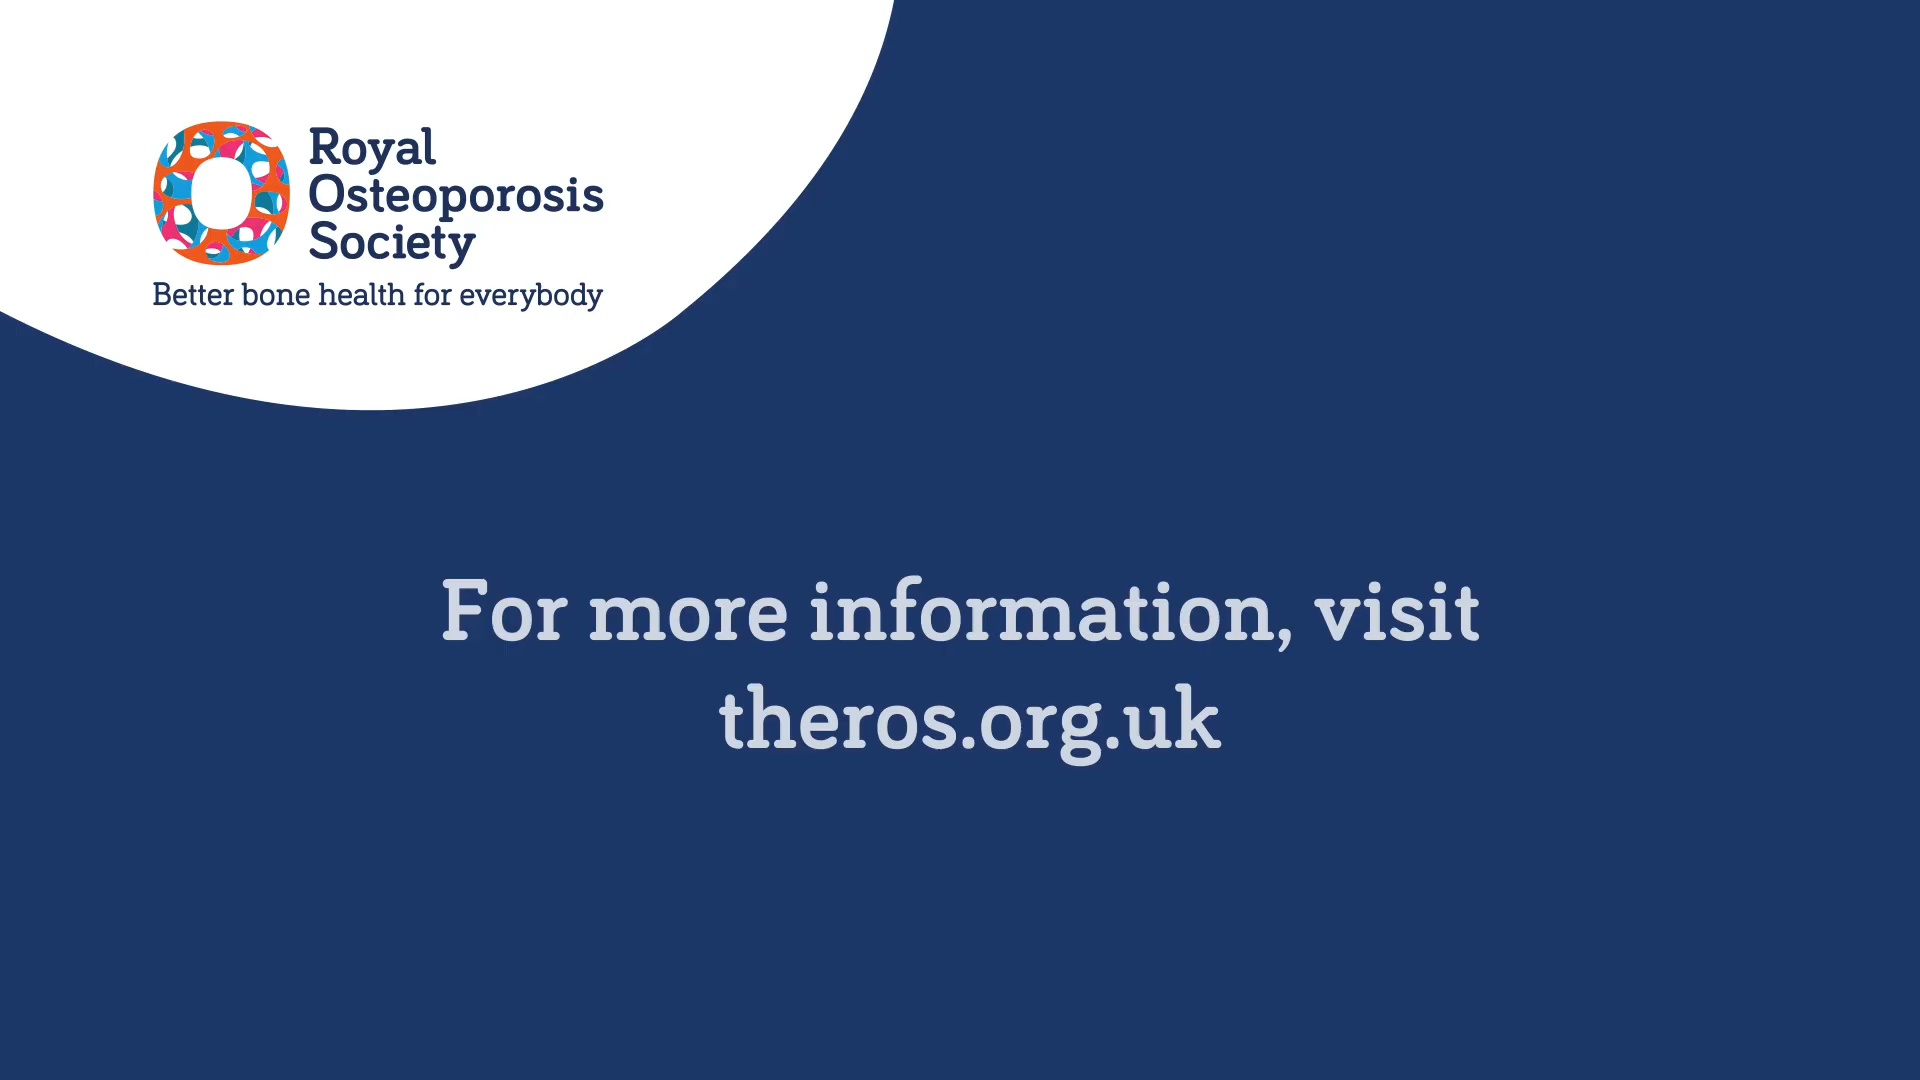 Royal
Osteoporosis
Society
Better bone health for everybody
For more information, visit
theros.org.uk